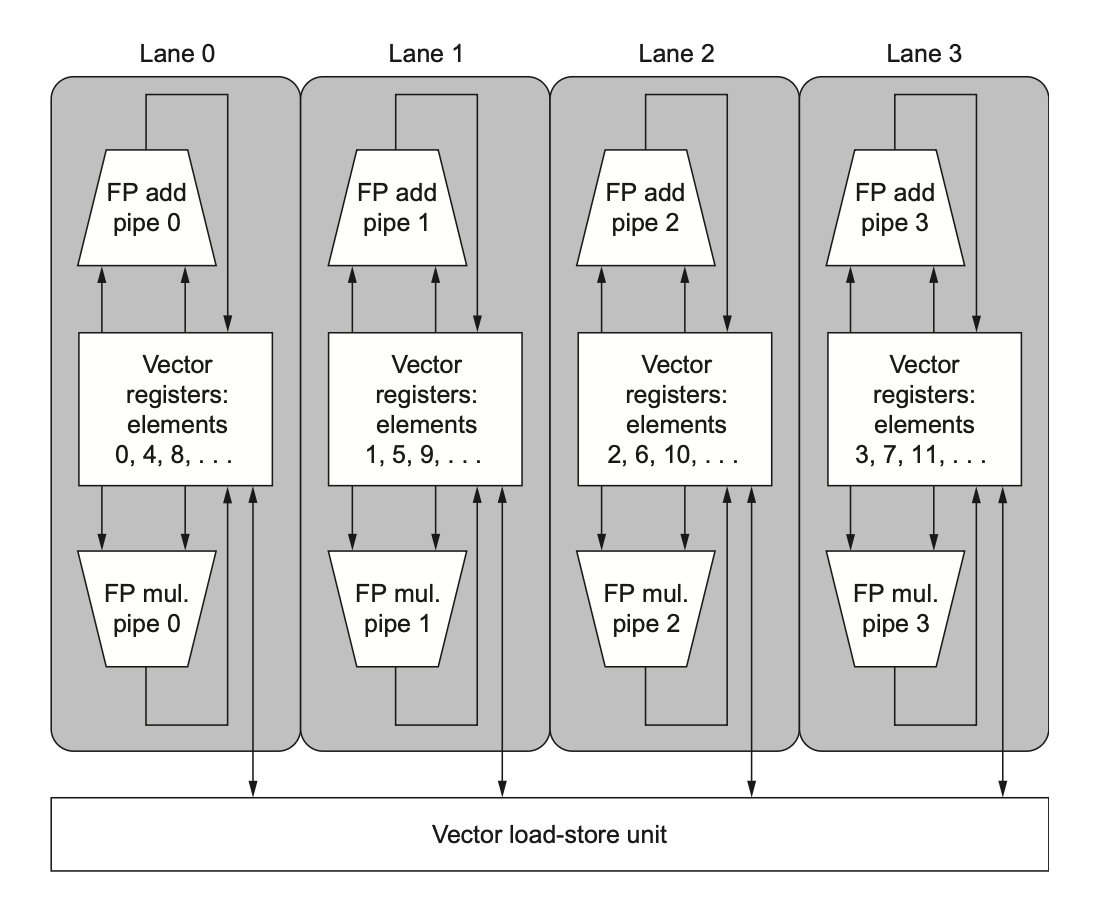 Lane 0
Lane 1
Lane 2
Lane 3
FP add
pipe 0
FP add
pipe 1
FP add
pipe 2
FP add
pipe 3
Vector
registers:
elements
0, 4, 8, . . .
Vector
registers:
elements
1, 5, 9, . . .
Vector
registers:
elements
2, 6, 10, . . .
Vector
registers:
elements
3, 7, 11, . . .
FP mul.
pipe 0
FP mul.
pipe 1
FP mul.
pipe 2
FP mul.
pipe 3
Vector load-store unit